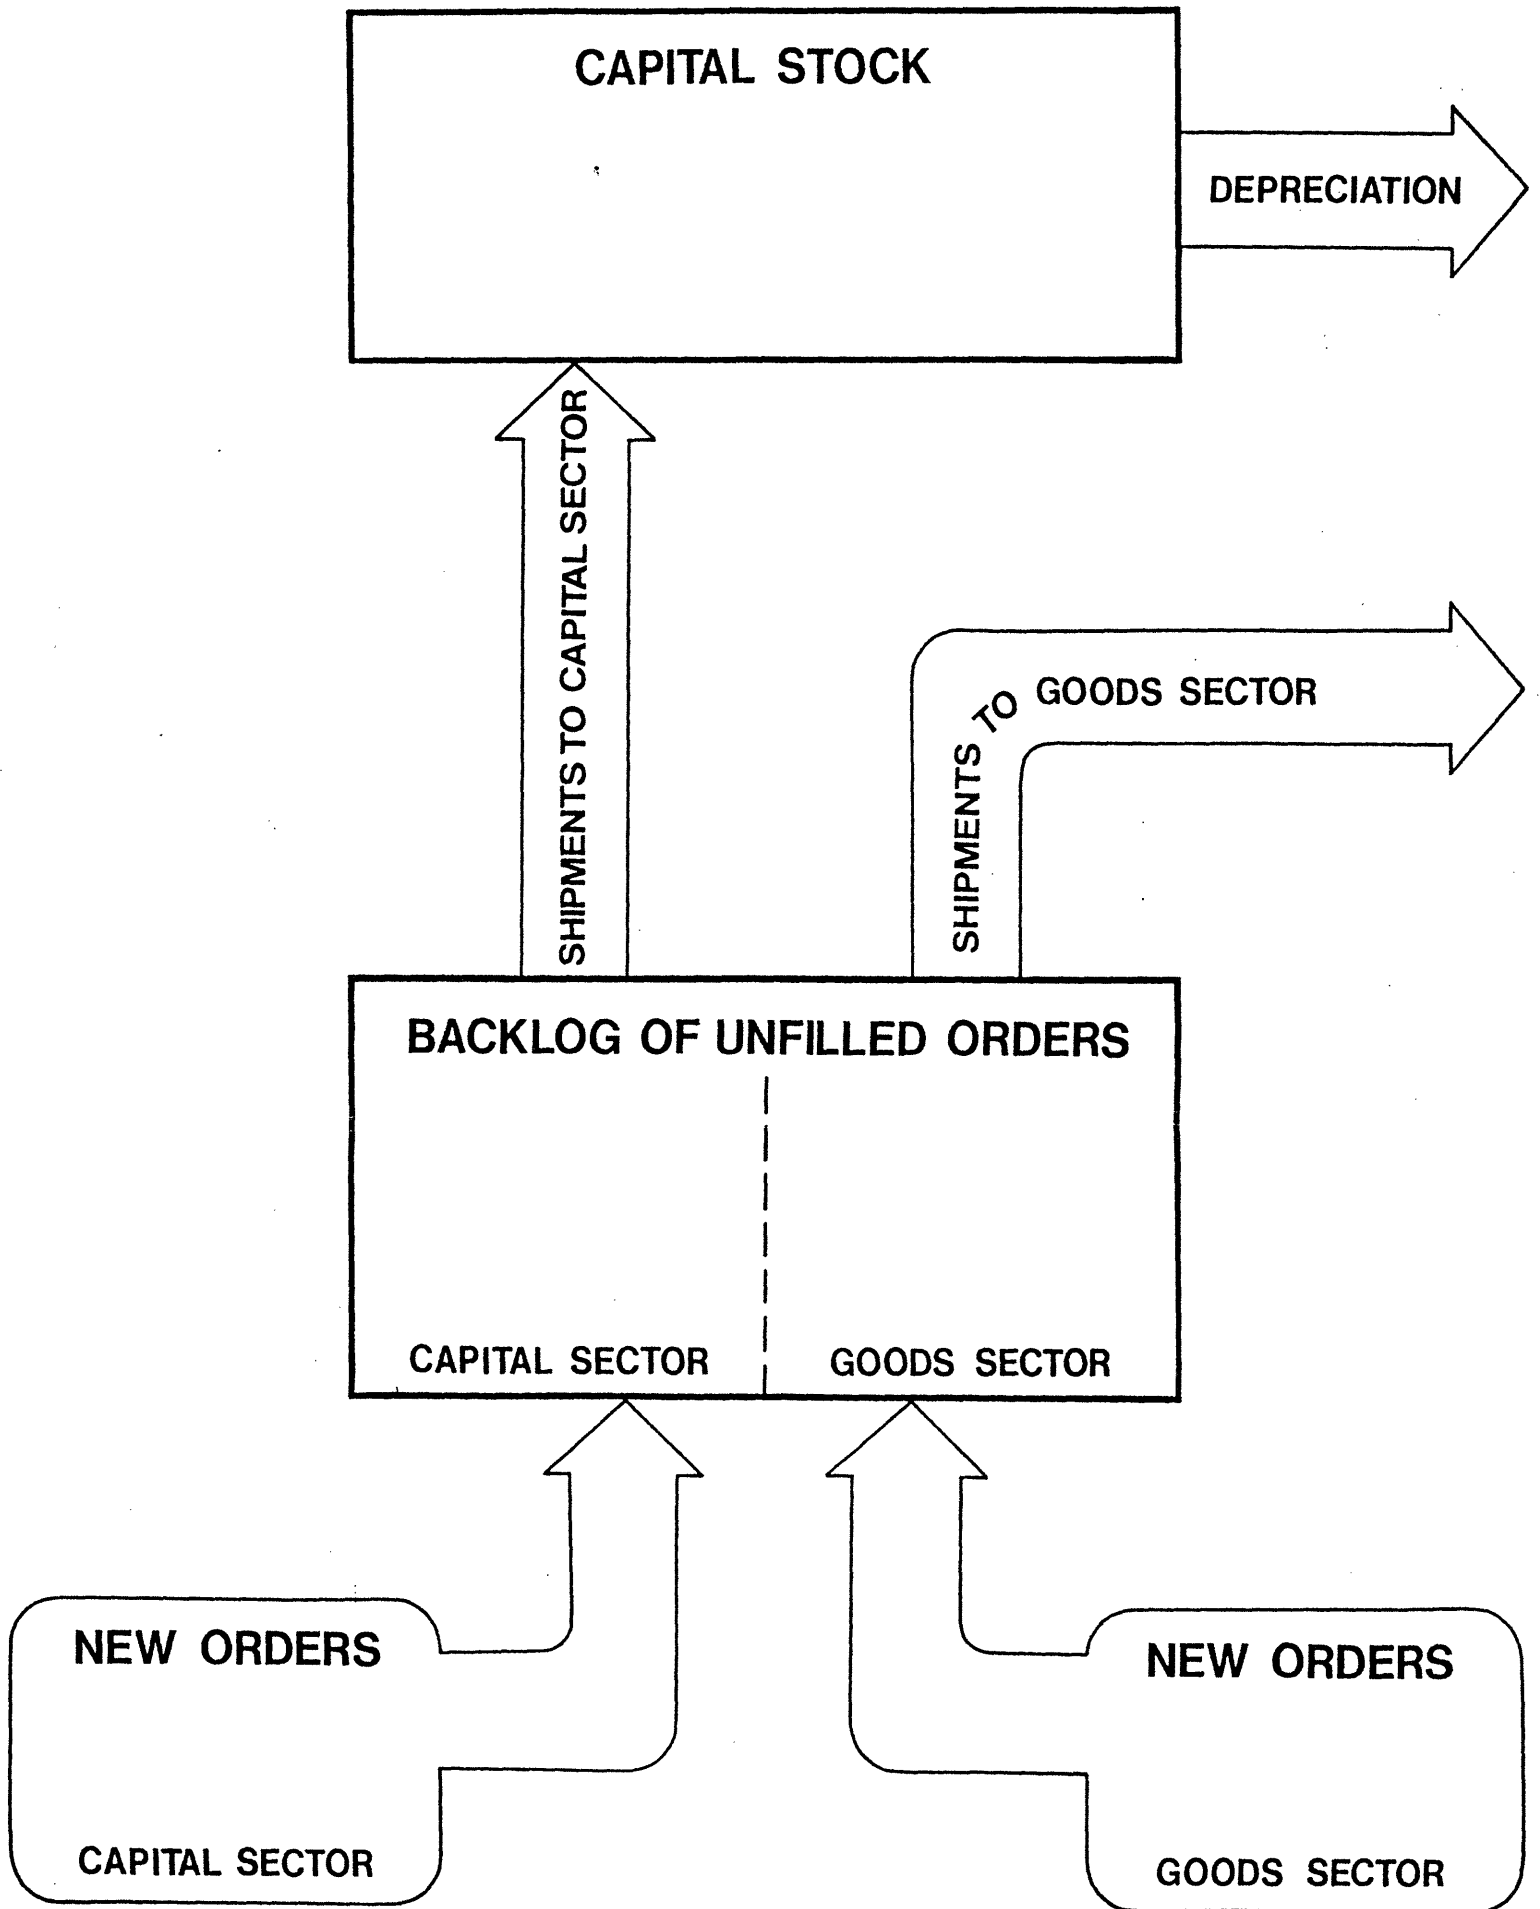 CAPITAL STOCK
DEPRECIATION
SHIPMENTS TO CAPITAL SECTOR
SHIPMENTS TO GOODS SECTOR
BACKLOG OF UNFILLED ORDERS
CAPITAL SECTOR
GOODS SECTOR
NEW ORDERS
CAPITAL SECTOR
NEW ORDERS
GOODS SECTOR